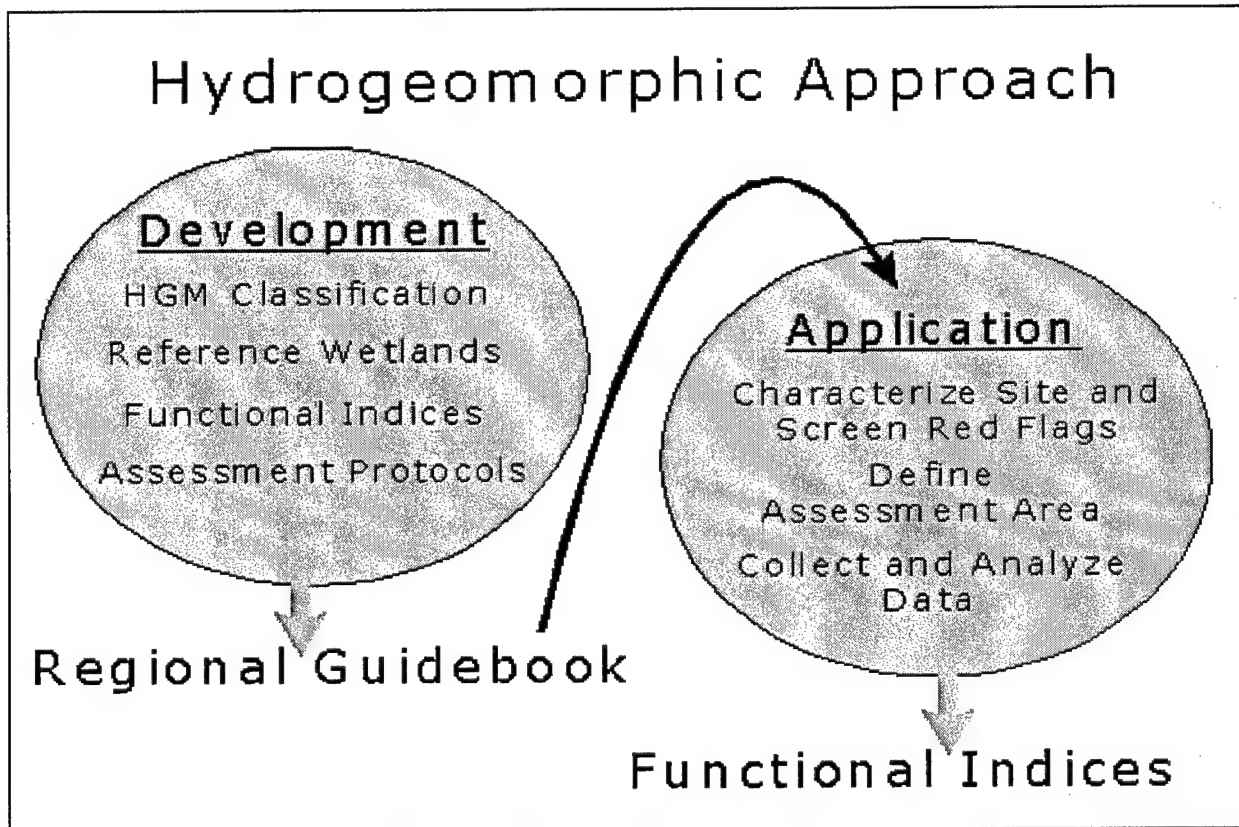 Hydrogeomorphic Approach
Development
HGM Classification
Reference Wetlands
Functional Indices
Assessment Protocols
Regional Guidebook
Application
Characterize Site and
Screen Red Flags
Define
Assessment Area
Collect and Analyze
Data
Functional Indices